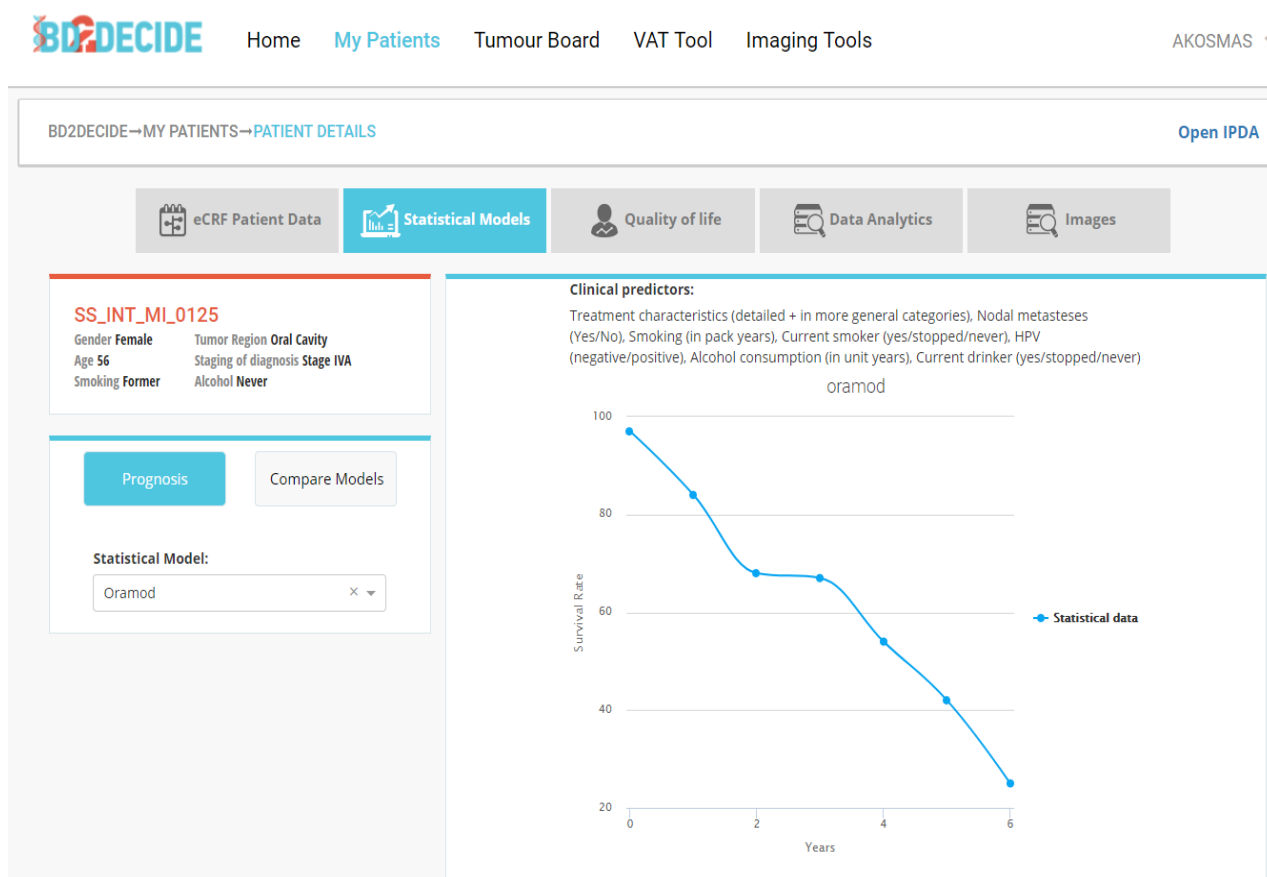 BD2DECIDE
Home My Patients Tumour Board VAT Tool Imaging Tools AKOSMAS
BD2DECIDE→MY PATIENTS→PATIENT DETAILS Open IPDA
eCRF Patient Data Statistical Models Quality of life Data Analytics Images
SS_INT_MI_0125
Gender Female Tumor Region Oral Cavity
Age 56 Staging of diagnosis Stage IVA
Smoking Former Alcohol Never
Prognosis Compare Models
Statistical Model:
Oramod × 
Clinical predictors:
Treatment characteristics (detailed + in more general categories), Nodal metasteses
(Yes/No), Smoking (in pack years), Current smoker (yes/stopped/never), HPV
(negative/positive), Alcohol consumption (in unit years), Current drinker (yes/stopped/never)
oramod
100
80
60
40
20
Survival Rate
0 2 4 6
Years
Statistical data